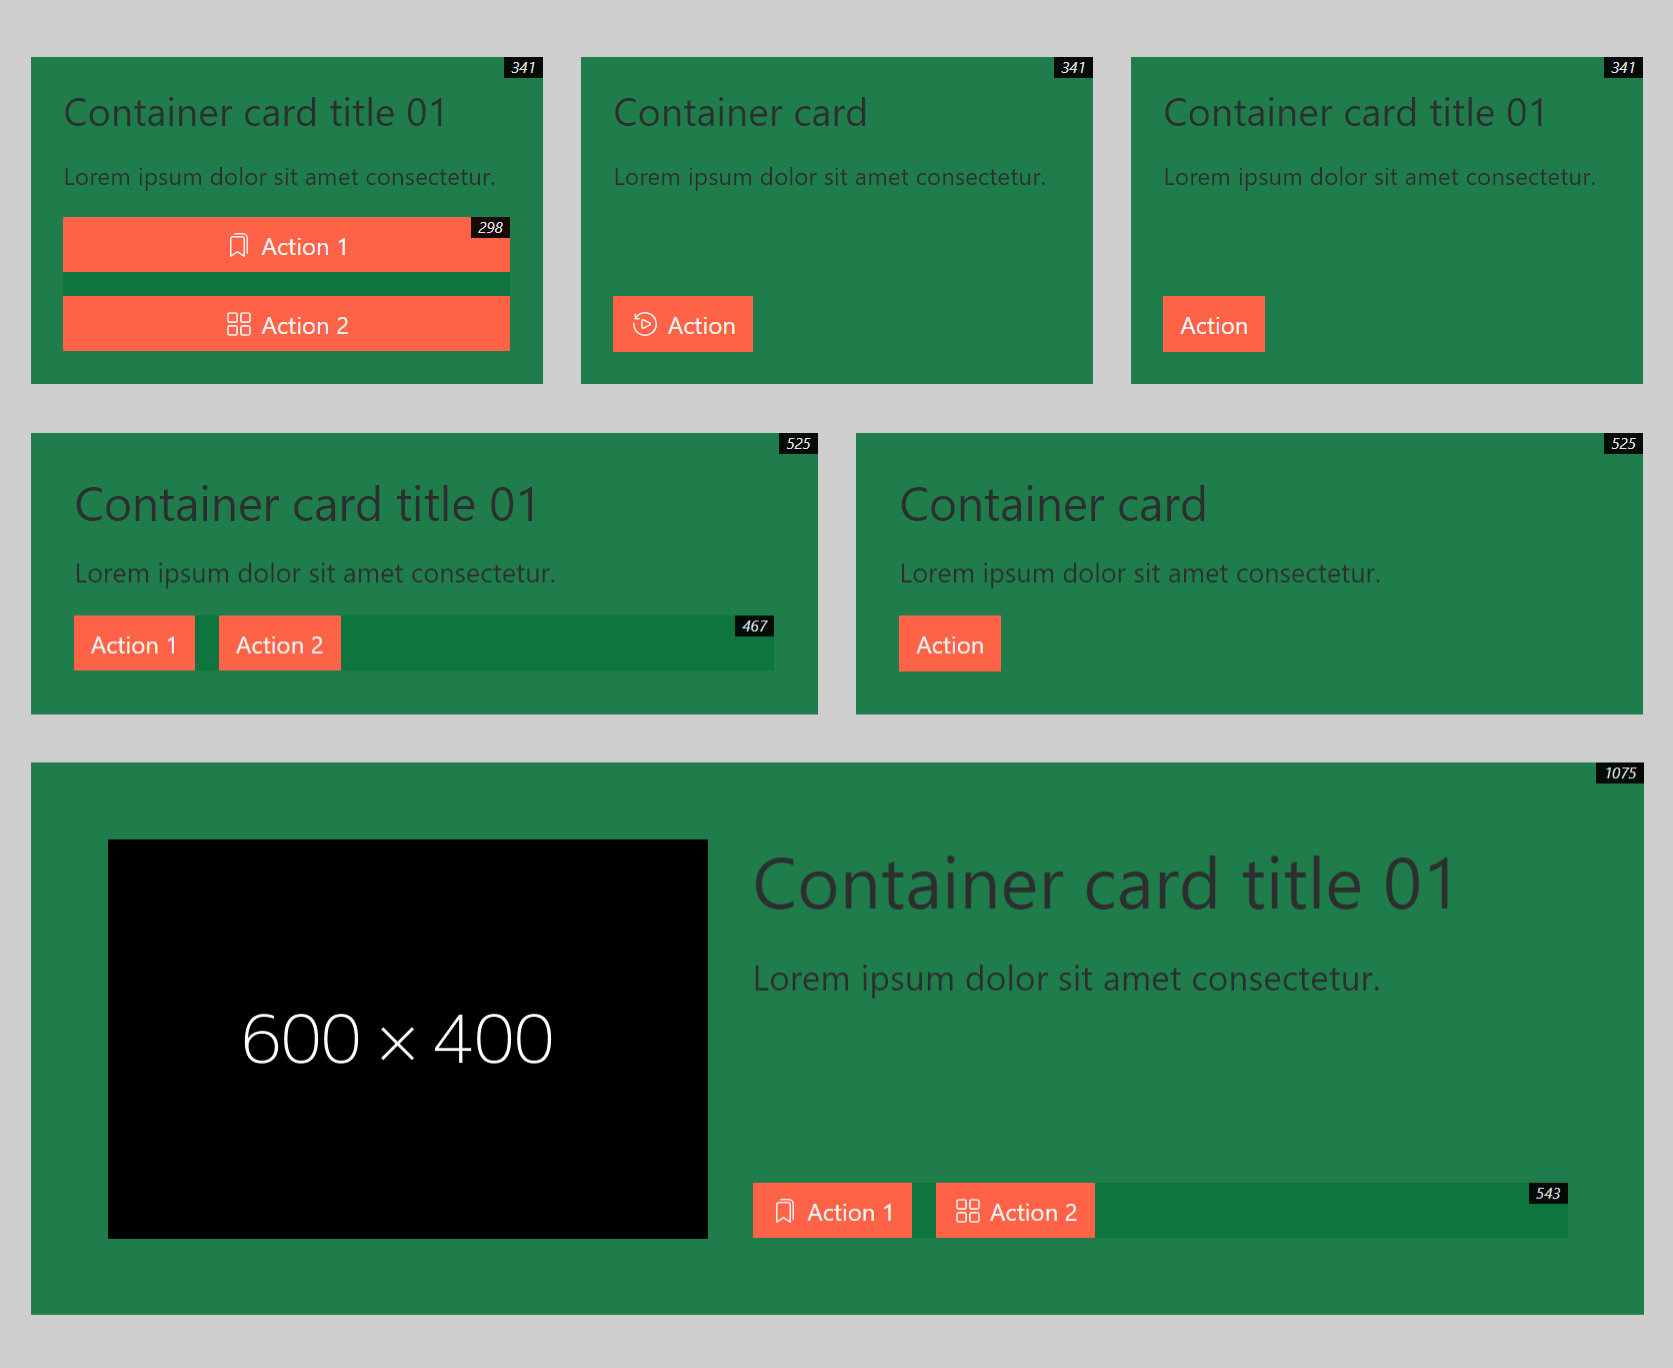 341
Container card title 01
Lorem ipsum dolor sit amet consectetur.
298
Action 1
Action 2
341
Container card
Lorem ipsum dolor sit amet consectetur.
Action
341
Container card title 01
Lorem ipsum dolor sit amet consectetur.
Action
525
Container card title 01
Lorem ipsum dolor sit amet consectetur.
467
Action 1 Action 2
525
Container card
Lorem ipsum dolor sit amet consectetur.
Action
1075
600 × 400
Container card title 01
Lorem ipsum dolor sit amet consectetur.
543
Action 1 Action 2